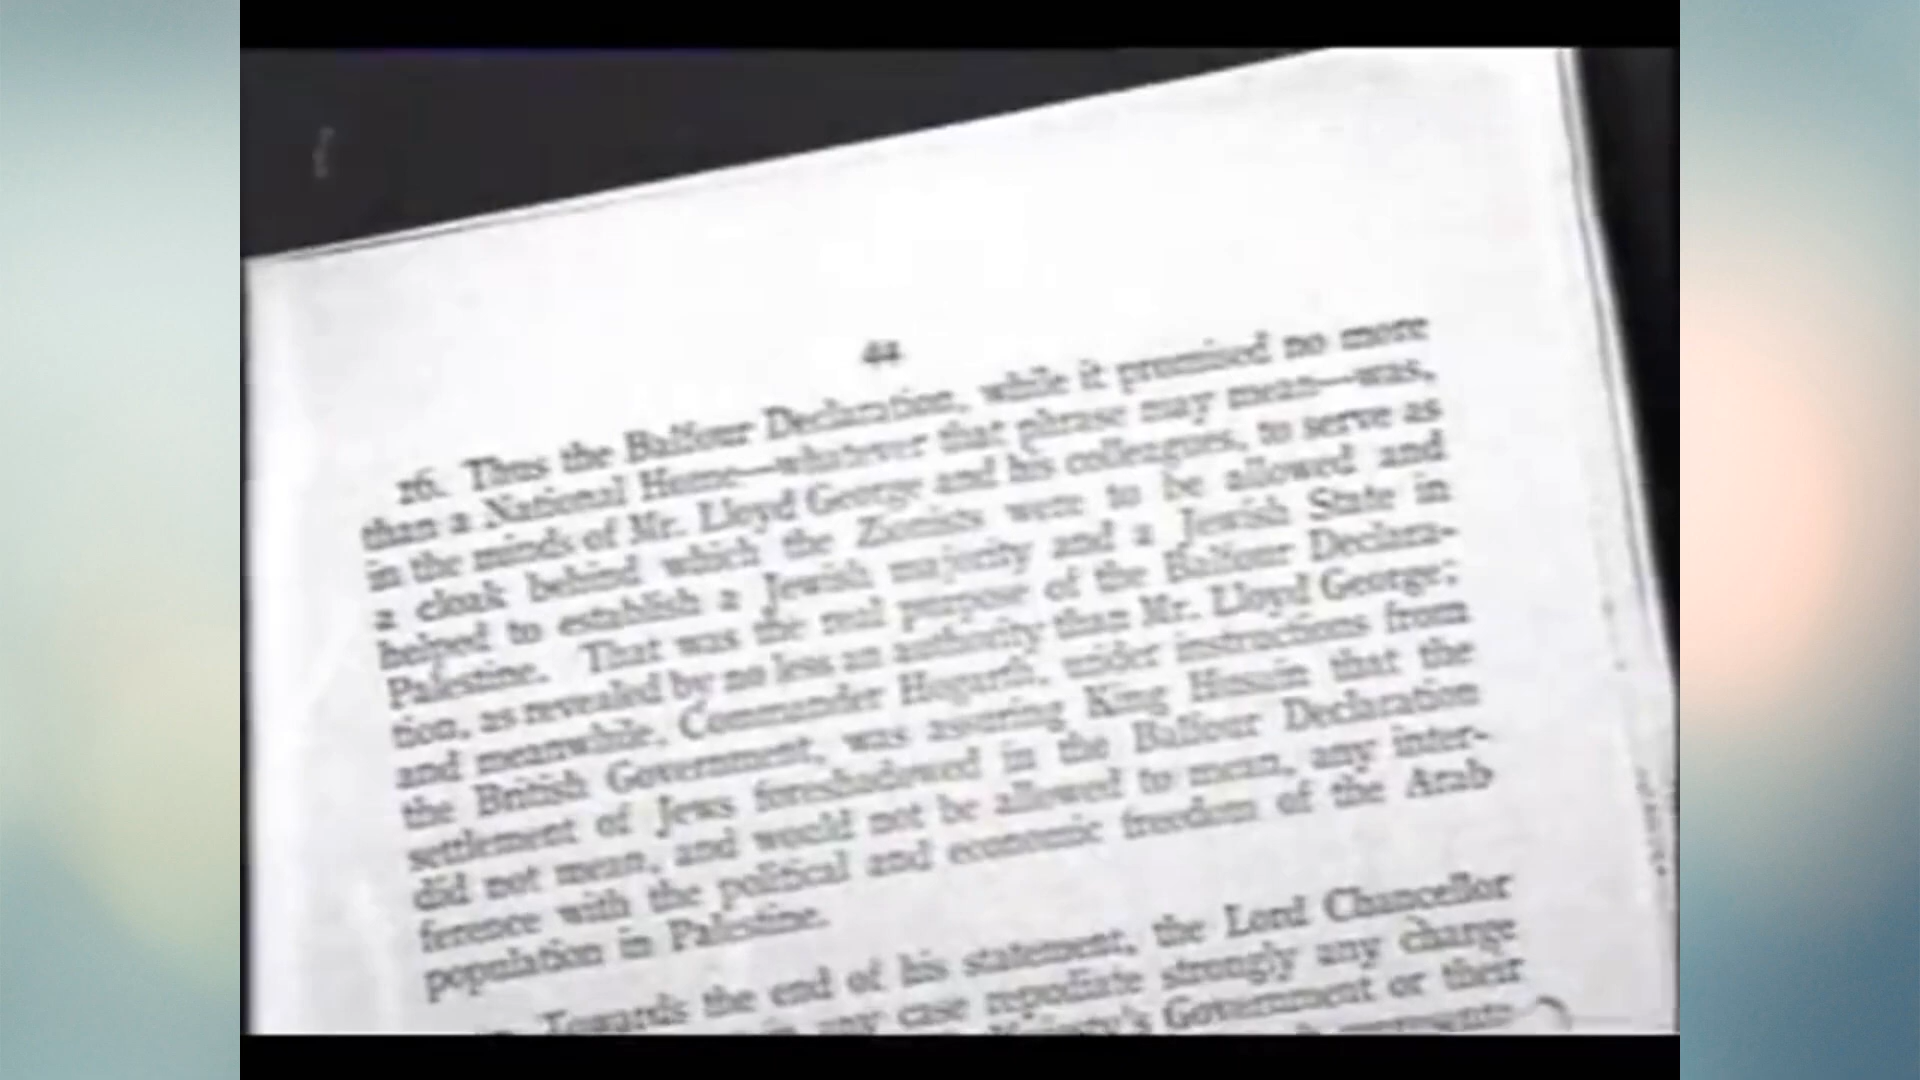 44
26. Thus the Balfour Declaration, while it promised no more
than a National Home—whatever that phrase may mean—was,
in the minds of Mr. Lloyd George and his colleagues, to serve as
a cloak behind which the Zionists were to be allowed and
helped to establish a Jewish majority and a Jewish State in
Palestine. That was the real purpose of the Balfour Declara-
tion, as revealed by no less an authority than Mr. Lloyd George;
and meanwhile, Commander Hogarth, under instructions from
the British Government, was assuring King Husain that the
settlement of Jews foreshadowed in the Balfour Declaration
did not mean, and would not be allowed to mean, any inter-
ference with the political and economic freedom of the Arab
population in Palestine.
Towards the end of his statement, the Lord Chancellor
in any case repudiate strongly any charge
Government or their